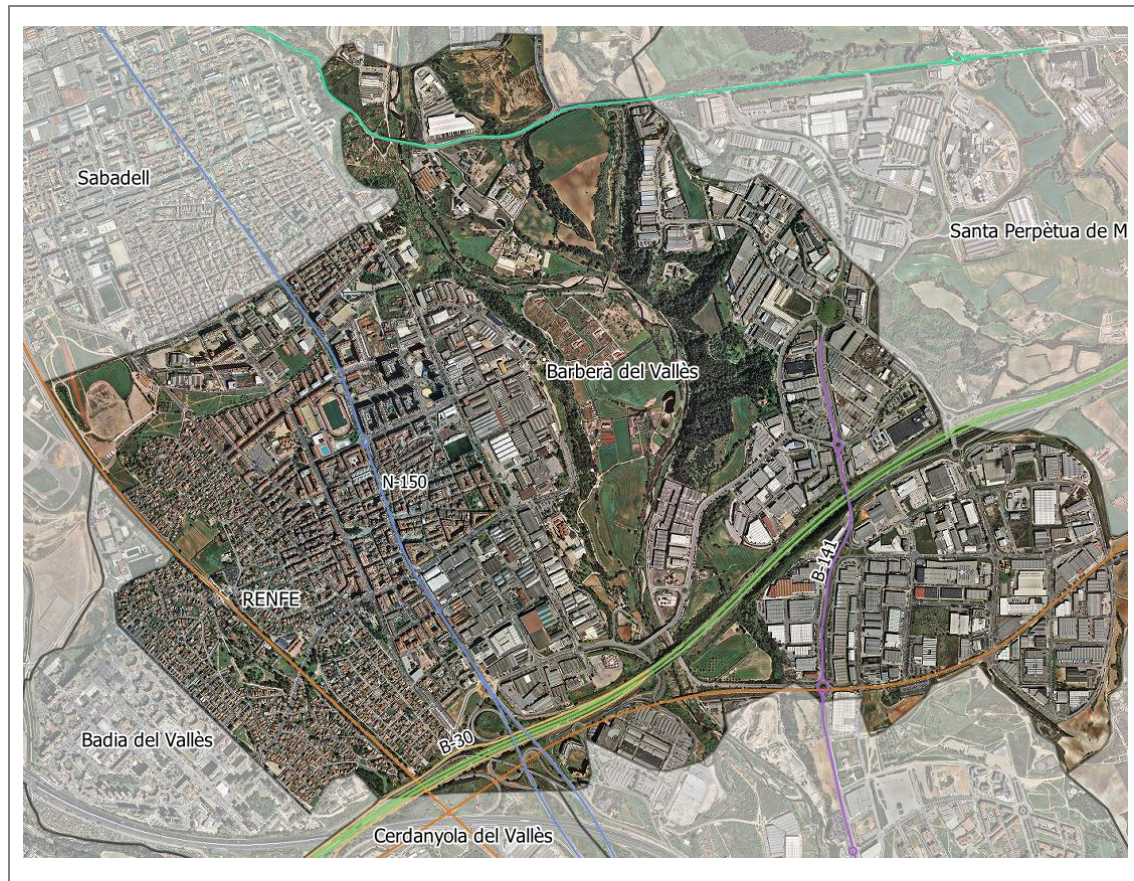 Sabadell
Santa Perpètua de M
Barberà del Vallès
N-150
B-141
RENFE
Badia del Vallès
B-30
Cerdanyola del Vallès